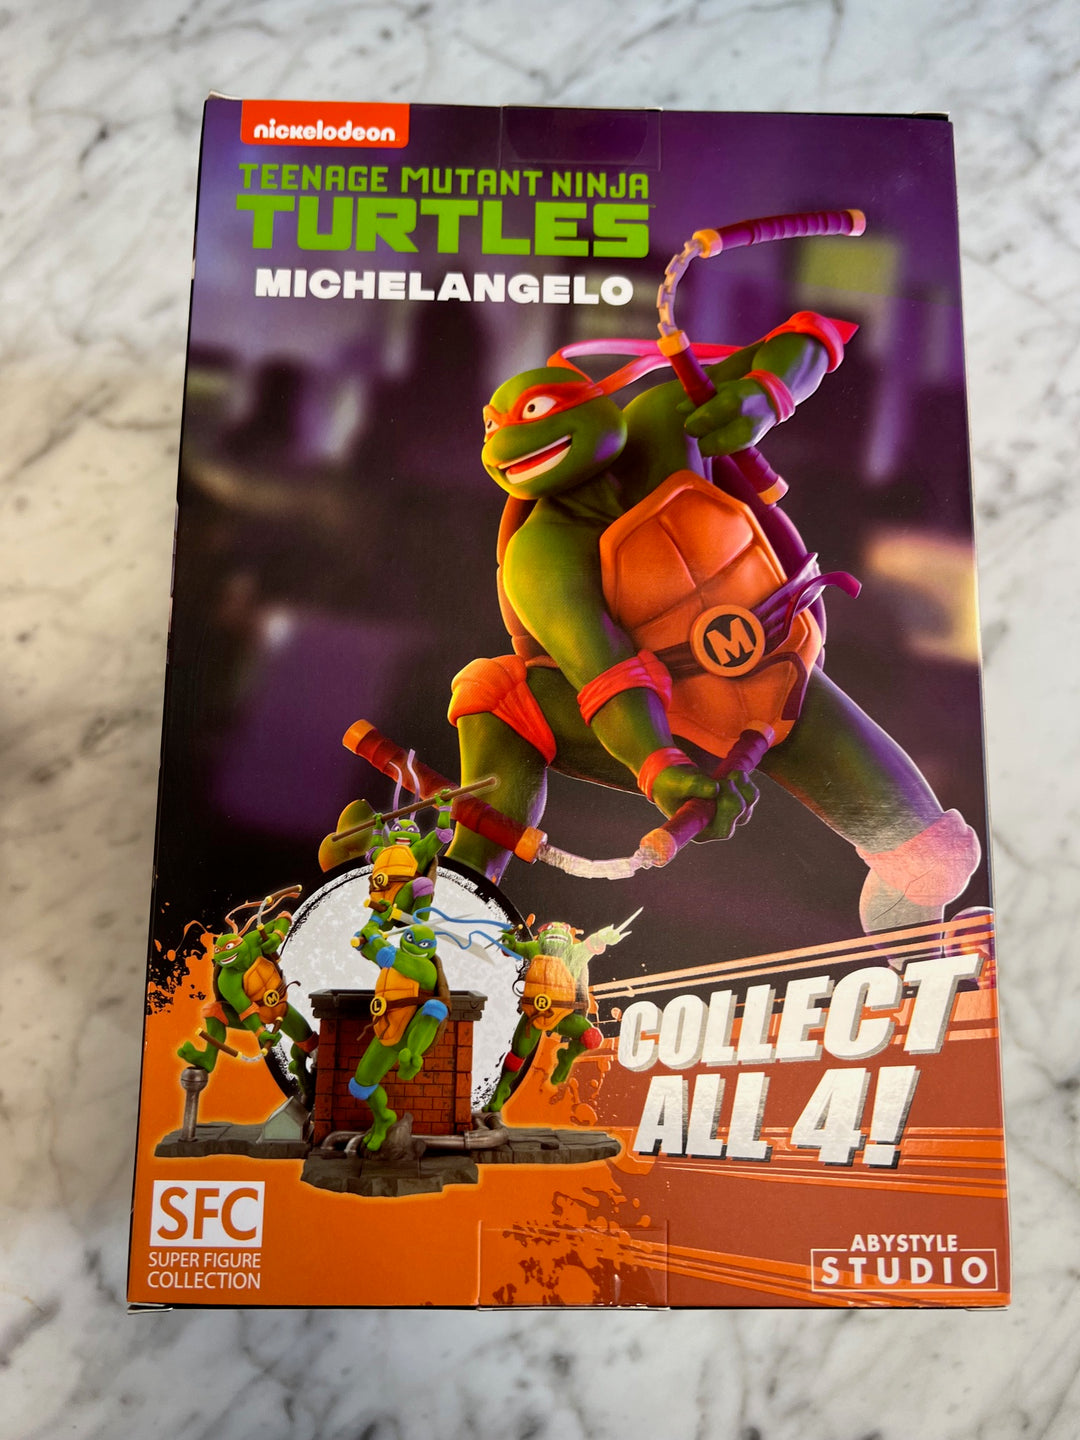 nickelodeon
TEENAGE MUTANT NINJA
TURTLES
MICHELANGELO
M
D
M
L
R
COLLECT
ALL 4!
SFC
SUPER FIGURE
COLLECTION
ABYSTYLE
STUDIO